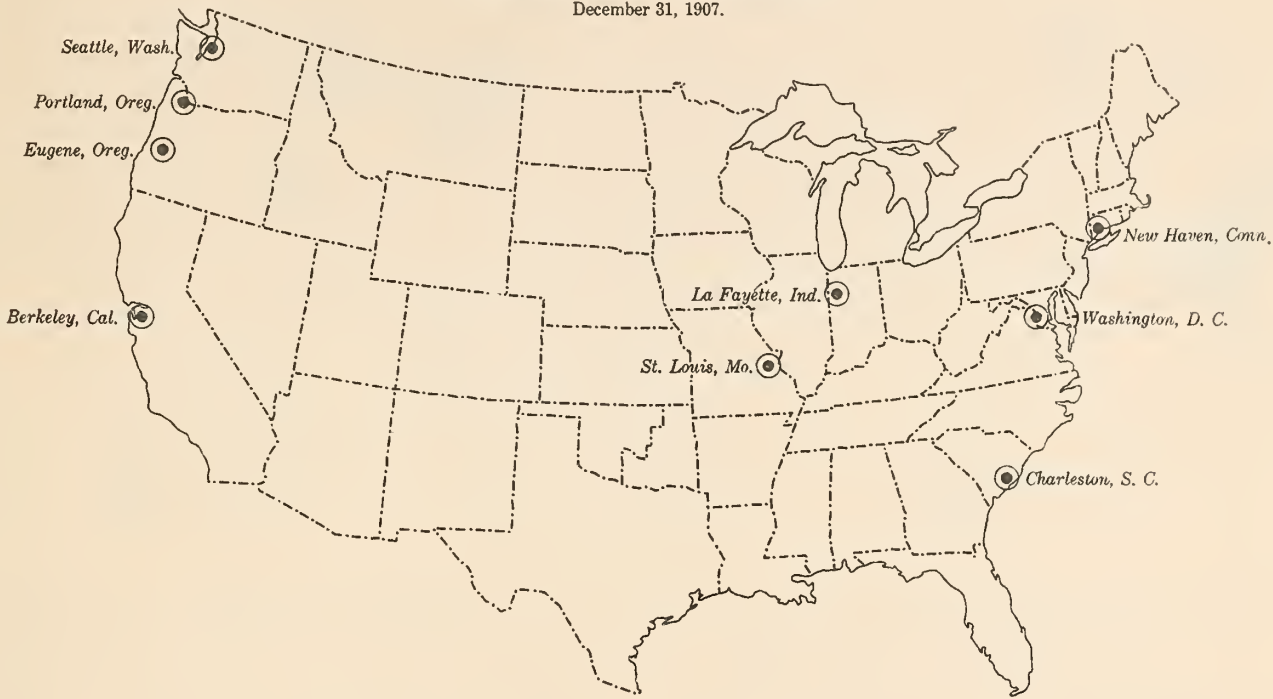 December 31, 1907.
Seattle, Wash.
Portland, Oreg.
Eugene, Oreg.
New Haven, Conn.
La Fayette, Ind.
Berkeley, Cal.
Washington, D. C.
St. Louis, Mo.
Charleston, S. C.